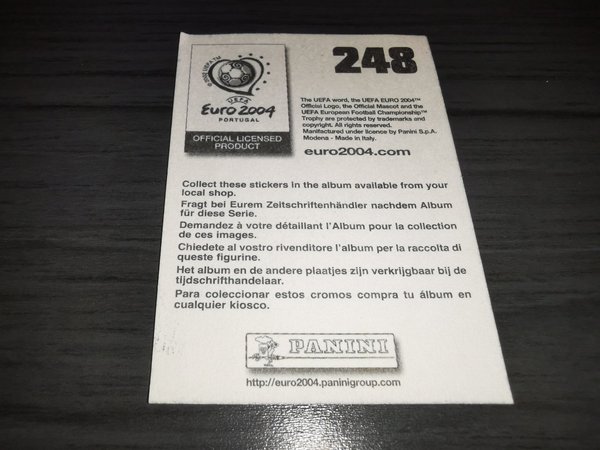 © 2002 UEFA TM
UEFA
EURO 2004
PORTUGAL
OFFICIAL LICENSED
PRODUCT
248
The UEFA word, the UEFA EURO 2004™
Official Logo, the Official Mascot and the
UEFA European Football Championship™
Trophy are protected by trademarks and
copyright. All rights reserved.
Manifactured under licence by Panini S.p.A.
Modena - Made in Italy.
euro2004.com
Collect these stickers in the album available from your
local shop.
Fragt bei Eurem Zeitschriftenhändler nachdem Album
für diese Serie.
Demandez à votre détaillant l'Album pour la collection
de ces images.
Chiedete al vostro rivenditore l'album per la raccolta di
queste figurine.
Het album en de andere plaatjes zijn verkrijgbaar bij de
tijdschrifthandelaar.
Para coleccionar estos cromos compra tu álbum en
cualquier kiosco.
PANINI
http://euro2004.paninigroup.com